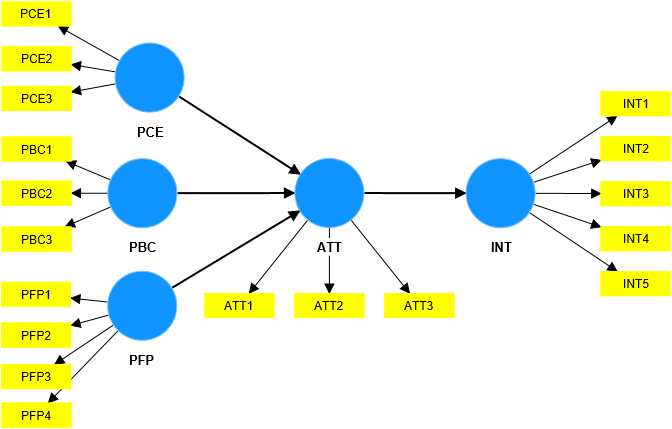 PCE1
PCE2
PCE3
PCE
PBC1
PBC2
PBC3
PBC
PFP1
PFP2
PFP3
PFP4
PFP
ATT
ATT1
ATT2
ATT3
INT
INT1
INT2
INT3
INT4
INT5